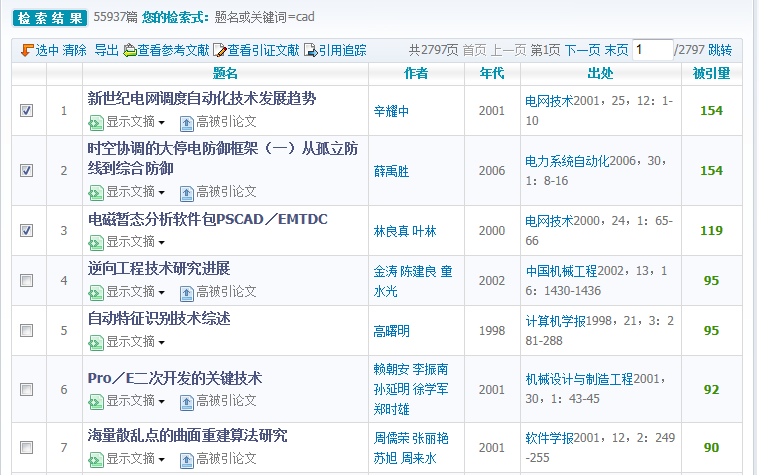 检 索 结 果 55937篇 您的检索式：题名或关键词=cad
选中 清除 导出 查看参考文献 查看引证文献 引用追踪 共2797页 首页 上一页 第1页 下一页 末页 1 /2797 跳转
题名 作者 年代 出处 被引量
1
新世纪电网调度自动化技术发展趋势
显示文摘 高被引论文
辛耀中
2001
电网技术2001，25，12：1-
10
154
2
时空协调的大停电防御框架（一）从孤立防
线到综合防御
显示文摘 高被引论文
薛禹胜
2006
电力系统自动化2006，30，
1：8-16
154
3
电磁暂态分析软件包PSCAD／EMTDC
显示文摘
林良真 叶林
2000
电网技术2000，24，1：65-
66
119
4
逆向工程技术研究进展
显示文摘 高被引论文
金涛 陈建良 童
水光
2002
中国机械工程2002，13，1
6：1430-1436
95
5
自动特征识别技术综述
显示文摘
高曙明
1998
计算机学报1998，21，3：2
81-288
95
6
Pro／E二次开发的关键技术
显示文摘 高被引论文
赖朝安 李振南
孙延明 徐学军
郑时雄
2001
机械设计与制造工程2001，
30，1：43-45
92
7
海量散乱点的曲面重建算法研究
显示文摘 高被引论文
周儒荣 张丽艳
苏旭 周来水
2001
软件学报2001，12，2：249
-255
90